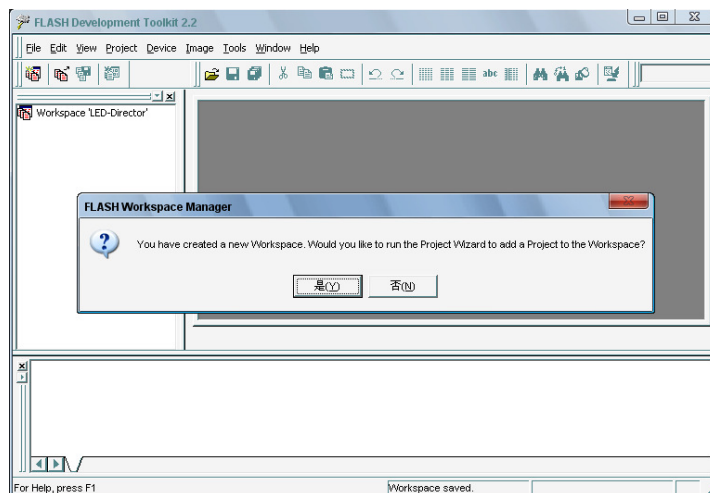 FLASH Development Toolkit 2.2
File Edit View Project Device Image Tools Window Help
abc
Workspace 'LED-Director'
FLASH Workspace Manager
You have created a new Workspace. Would you like to run the Project Wizard to add a Project to the Workspace?
是(Y) 否(N)
For Help, press F1 Workspace saved.